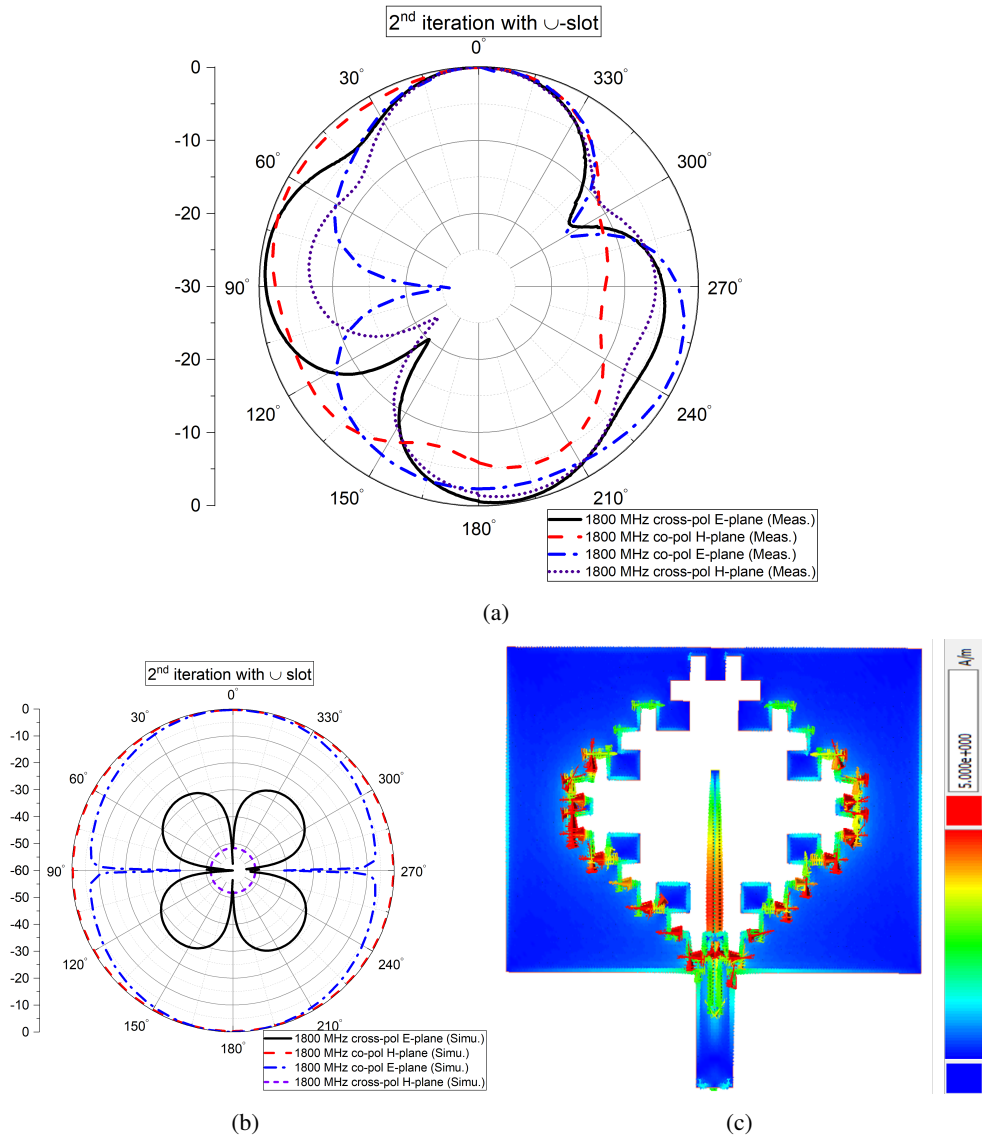 2nd iteration with ∪-slot
0°
30°
330°
60°
300°
90°
270°
120°
240°
150°
210°
180°
0
-10
-20
-30
-20
-10
0
1800 MHz cross-pol E-plane (Meas.)
1800 MHz co-pol H-plane (Meas.)
1800 MHz co-pol E-plane (Meas.)
1800 MHz cross-pol H-plane (Meas.)
(a)
2nd iteration with ∪ slot
0°
30°
330°
60°
300°
90°
270°
120°
240°
150°
210°
180°
0
-10
-20
-30
-40
-50
-60
-50
-40
-30
-20
-10
0
1800 MHz cross-pol E-plane (Simu.)
1800 MHz co-pol H-plane (Simu.)
1800 MHz co-pol E-plane (Simu.)
1800 MHz cross-pol H-plane (Simu.)
(b)
A/m
5.000e+000
(c)